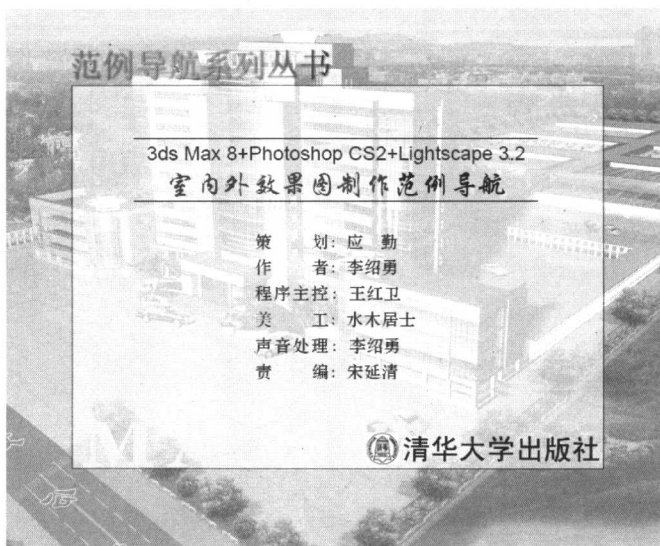 范例导航系列丛书
3ds Max 8+Photoshop CS2+Lightscape 3.2
室内外效果图制作范例导航
策　　划：应　勤
作　　者：李绍勇
程序主控：王红卫
美　　工：水木居士
声音处理：李绍勇
责　　编：宋延清
清华大学出版社